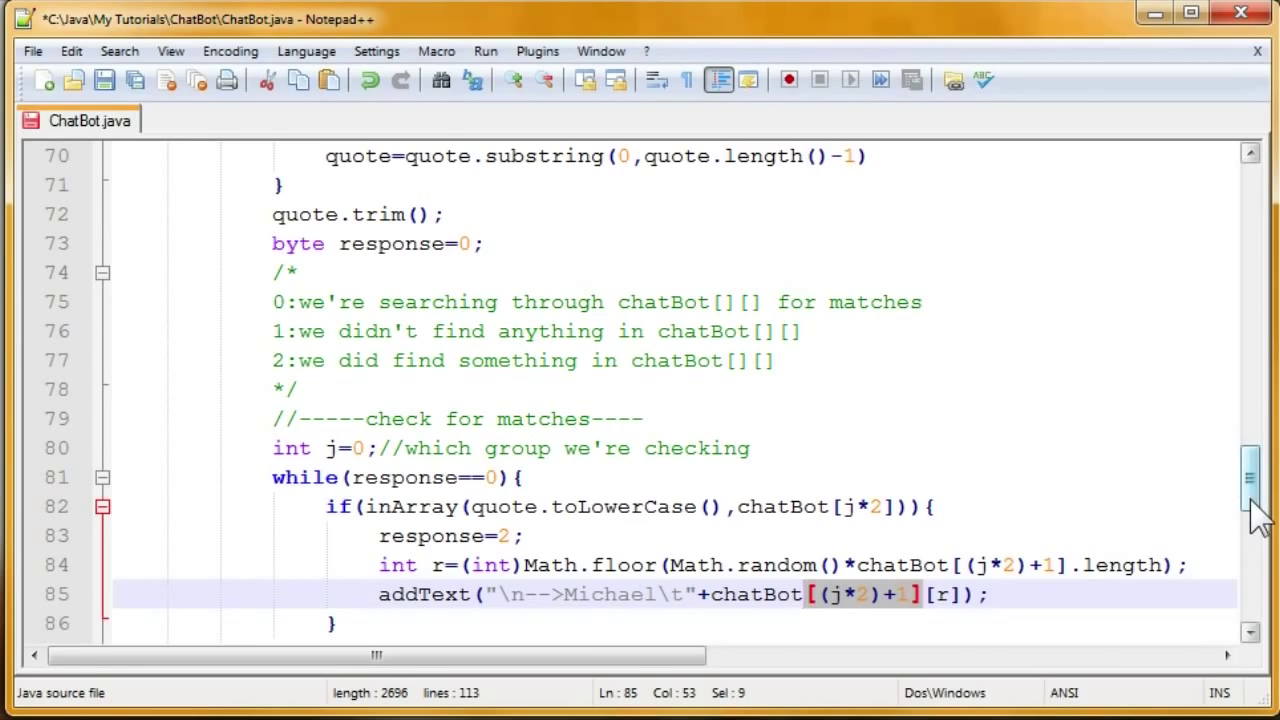 *C:\Java\My Tutorials\ChatBot\ChatBot.java - Notepad++
File Edit Search View Encoding Language Settings Macro Run Plugins Window ? X
ABC
ChatBot.java
70 quote=quote.substring(0,quote.length()-1)
71 }
72 quote.trim();
73 byte response=0;
74 /*
75 0:we're searching through chatBot[][] for matches
76 1:we didn't find anything in chatBot[][]
77 2:we did find something in chatBot[][]
78 */
79 //-----check for matches----
80 int j=0;//which group we're checking
81 while(response==0){
82 if(inArray(quote.toLowerCase(),chatBot[j*2])){
83 response=2;
84 int r=(int)Math.floor(Math.random()*chatBot[(j*2)+1].length);
85 addText("\n-->Michael\t"+chatBot[(j*2)+1][r]);
86 }
Java source file length : 2696 lines : 113 Ln : 85 Col : 53 Sel : 9 Dos\Windows ANSI INS